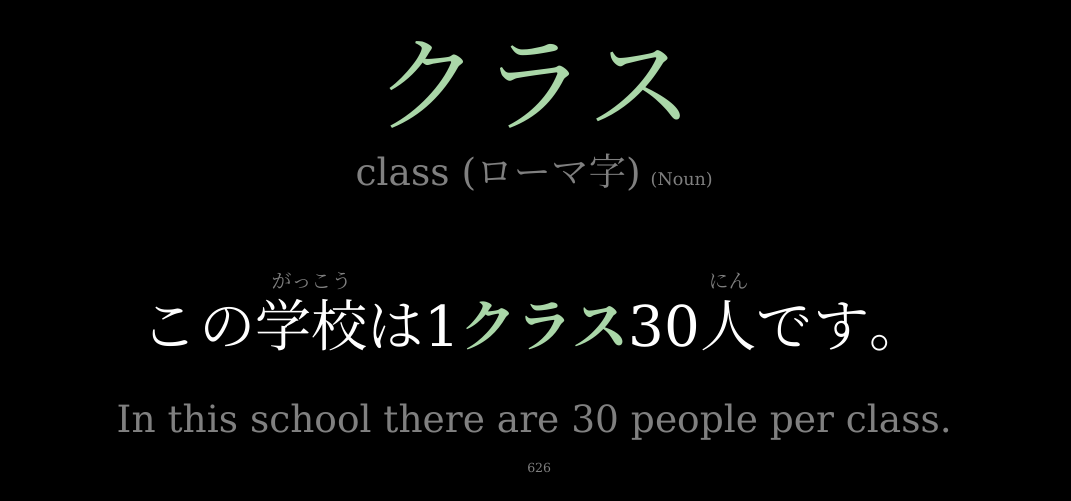 クラス
class (ローマ字) (Noun)
がっこう にん
この学校は1クラス30人です。
In this school there are 30 people per class.
626